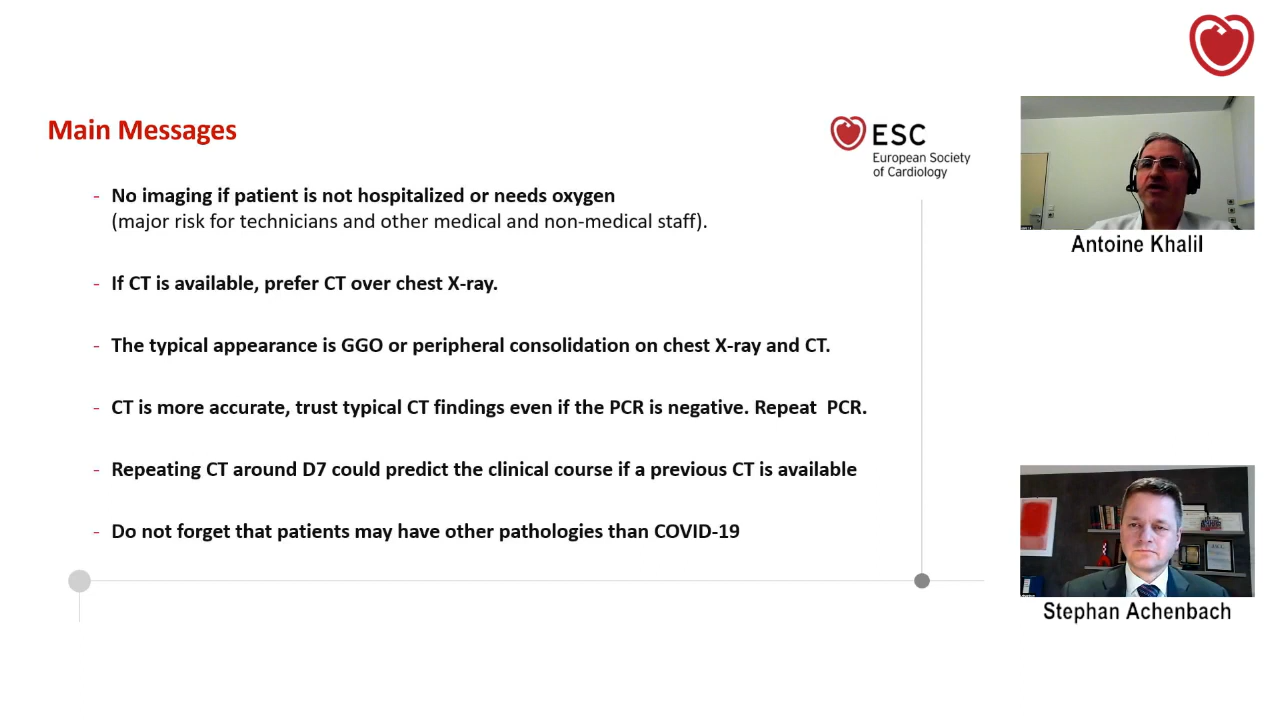 Main Messages
ESC
European Society
of Cardiology
- No imaging if patient is not hospitalized or needs oxygen
(major risk for technicians and other medical and non-medical staff).
- If CT is available, prefer CT over chest X-ray.
- The typical appearance is GGO or peripheral consolidation on chest X-ray and CT.
- CT is more accurate, trust typical CT findings even if the PCR is negative. Repeat  PCR.
- Repeating CT around D7 could predict the clinical course if a previous CT is available
- Do not forget that patients may have other pathologies than COVID-19
Antoine Khalil
Stephan Achenbach